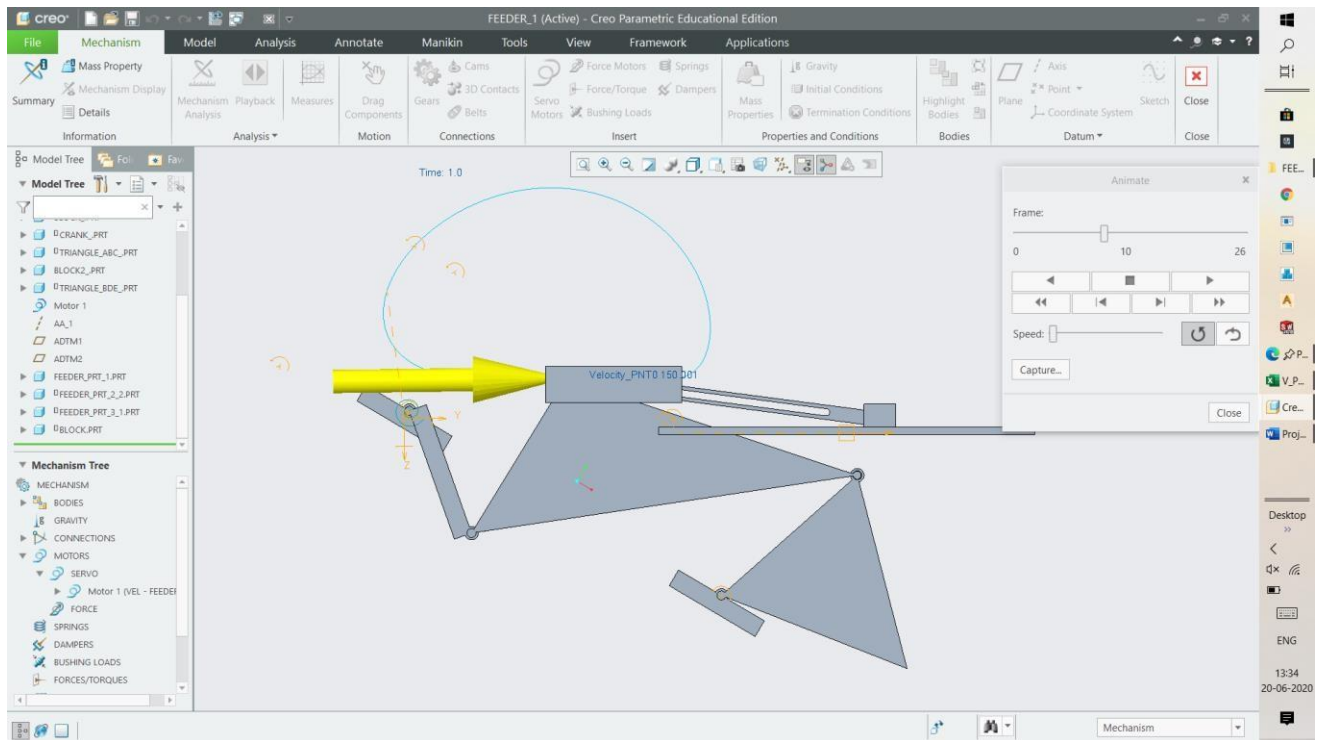 creo
FEEDER_1 (Active) - Creo Parametric Educational Edition
File Mechanism Model Analysis Annotate Manikin Tools View Framework Applications
Summary
Mass Property
Mechanism Display
Details
Information
Mechanism Analysis
Playback
Measures
Analysis
Drag Components
Motion
Gears
Cams
3D Contacts
Belts
Connections
Servo Motors
Force Motors
Springs
Force/Torque
Dampers
Bushing Loads
Insert
Mass Properties
Gravity
Initial Conditions
Termination Conditions
Properties and Conditions
Highlight Bodies
Bodies
Plane
Axis
Point
Coordinate System
Sketch
Datum
Close
Close
Model Tree
Fol
Fav
Model Tree
CRANK_PRT
TRIANGLE_ABC_PRT
BLOCK2_PRT
TRIANGLE_BDE_PRT
Motor 1
AA_1
ADTM1
ADTM2
FEEDER_PRT_1.PRT
FEEDER_PRT_2_2.PRT
FEEDER_PRT_3_1.PRT
BLOCK.PRT
Mechanism Tree
MECHANISM
BODIES
GRAVITY
CONNECTIONS
MOTORS
SERVO
Motor 1 (VEL - FEEDE
FORCE
SPRINGS
DAMPERS
BUSHING LOADS
FORCES/TORQUES
Time: 1.0
Velocity_PNT0 150.301
Y
Z
Animate
Frame:
0 10 26
Speed:
Capture...
Close
Mechanism
FEE...
P...
V_P...
Cre...
Proj...
Desktop
ENG
13:34
20-06-2020